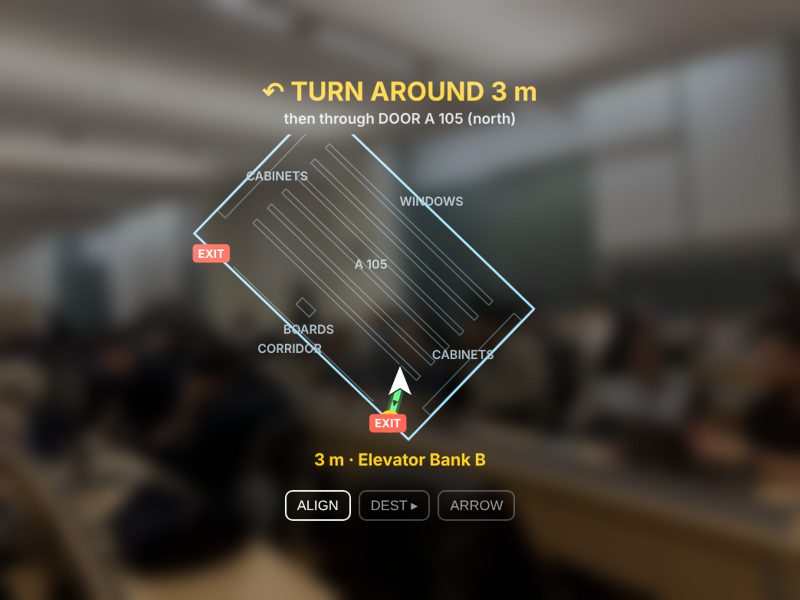 ↶ TURN AROUND 3 m
then through DOOR A 105 (north)
CABINETS
WINDOWS
EXIT
A 105
BOARDS
CORRIDOR
CABINETS
EXIT
3 m · Elevator Bank B
ALIGN DEST ▸ ARROW